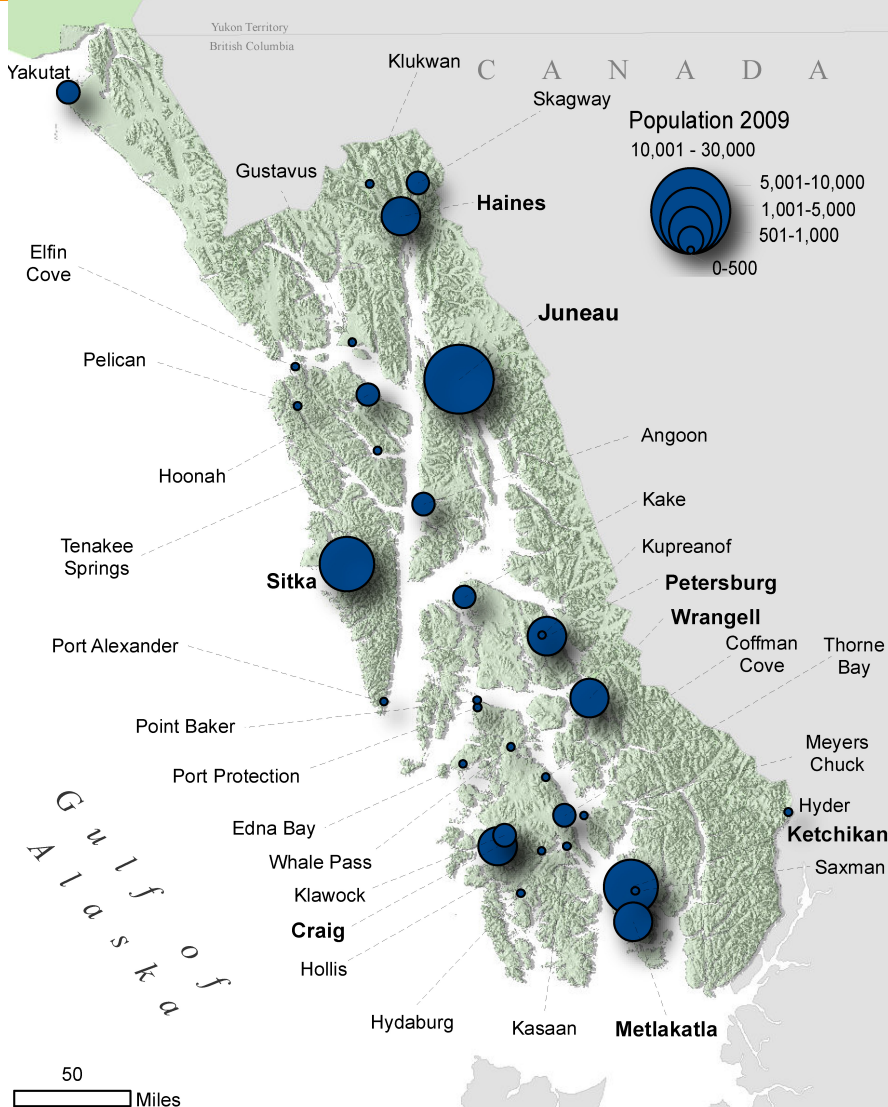 Yukon Territory
British Columbia
C A N A D A
Yakutat
Klukwan
Skagway
Population 2009
10,001 - 30,000
5,001-10,000
1,001-5,000
501-1,000
0-500
Gustavus
Haines
Elfin
Cove
Juneau
Pelican
Angoon
Hoonah
Kake
Tenakee
Springs
Kupreanof
Sitka
Petersburg
Wrangell
Coffman
Cove
Thorne
Bay
Port Alexander
Point Baker
Port Protection
Meyers
Chuck
Edna Bay
Hyder
Whale Pass
Ketchikan
Klawock
Saxman
Craig
Hollis
Hydaburg
Kasaan
Metlakatla
Gulf of
Alaska
50
Miles